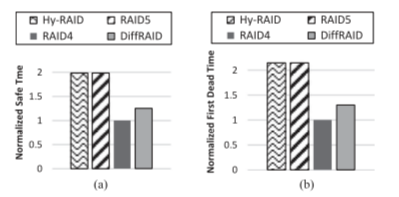 Hy-RAID RAID5
RAID4 DiffRAID
Normalized Safe Tme
2
1.5
1
0.5
0
(a)
Hy-RAID RAID5
RAID4 DiffRAID
Normalized First Dead Time
2
1.5
1
0.5
0
(b)